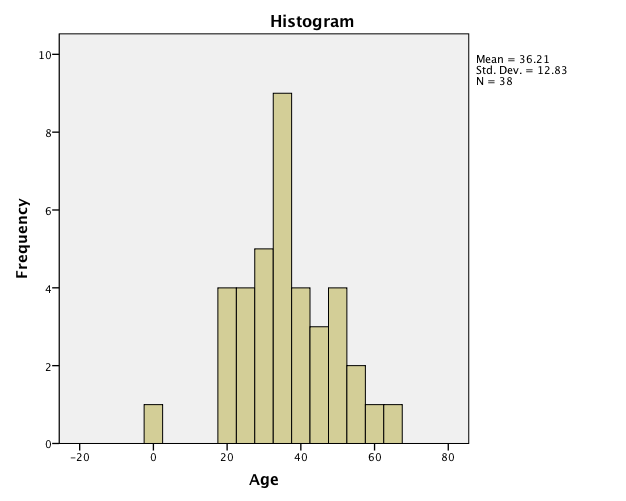 Histogram
Mean = 36.21
Std. Dev. = 12.83
N = 38
10
8
6
4
2
0
Frequency
-20
0
20
40
60
80
Age